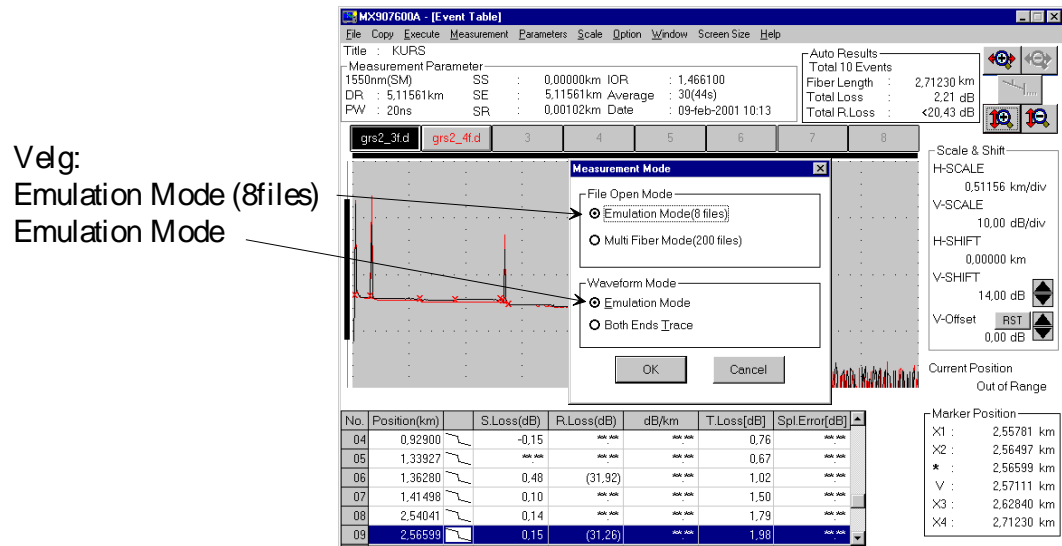 MX907600A - [Event Table]
File Copy Execute Measurement Parameters Scale Option Window Screen Size Help
Title : KURS
Measurement Parameter
1550nm(SM) SS : 0,00000km IOR : 1,466100
DR : 5,11561km SE : 5,11561km Average : 30(44s)
PW : 20ns SR : 0,00102km Date : 09-feb-2001 10:13
Auto Results
Total 10 Events
Fiber Length : 2,71230 km
Total Loss : 2,21 dB
Total R.Loss : <20,43 dB
grs2_3f.d grs2_4f.d 3 4 5 6 7 8
Velg:
Emulation Mode (8files)
Emulation Mode
Measurement Mode
File Open Mode
Emulation Mode(8 files)
Multi Fiber Mode(200 files)
Waveform Mode
Emulation Mode
Both Ends Trace
OK Cancel
Scale & Shift
H-SCALE
0,51156 km/div
V-SCALE
10,00 dB/div
H-SHIFT
0,00000 km
V-SHIFT
14,00 dB
V-Offset RST
0,00 dB
Current Position
Out of Range
No. Position(km) S.Loss(dB) R.Loss(dB) dB/km T.Loss[dB] Spl.Error[dB]
04 0,92900 -0,15 **.** **.** 0,76 **.**
05 1,33927 **.** **.** **.** 0,67 **.**
06 1,36280 0,48 (31,92) **.** 1,02 **.**
07 1,41498 0,10 **.** **.** 1,50 **.**
08 2,54041 0,14 **.** **.** 1,79 **.**
09 2,56599 0,15 (31,26) **.** 1,98 **.**
Marker Position
X1 : 2,55781 km
X2 : 2,56497 km
* : 2,56599 km
V : 2,57111 km
X3 : 2,62840 km
X4 : 2,71230 km